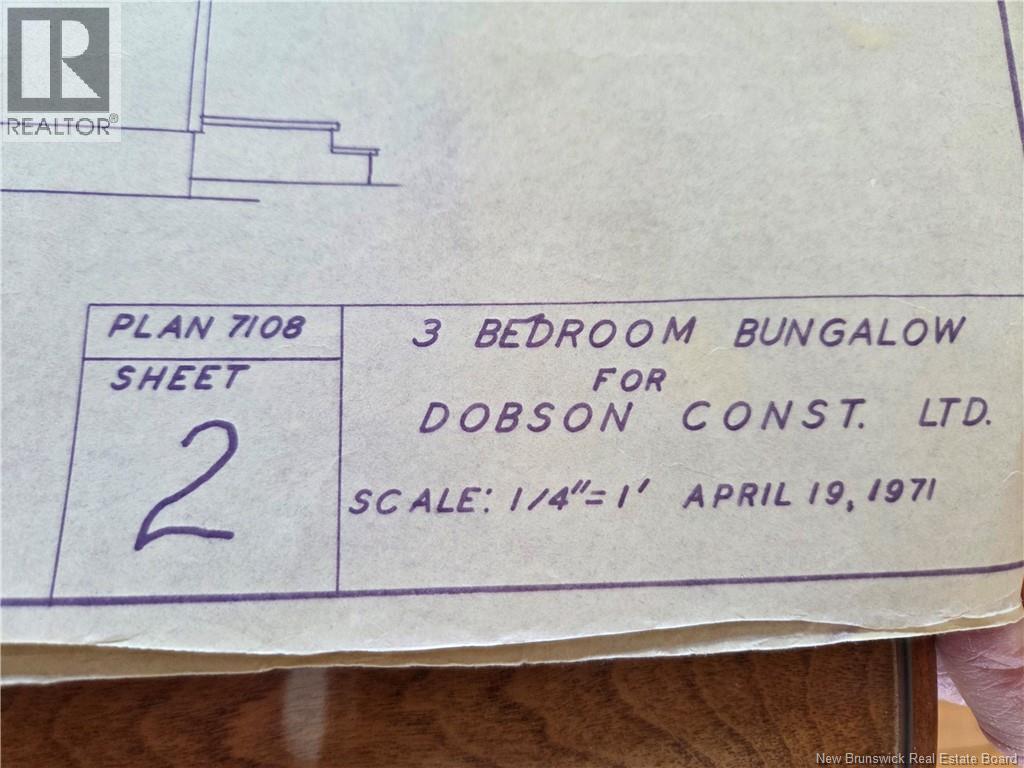 R
REALTOR®
PLAN 7108
SHEET
2
3 BEDROOM BUNGALOW
FOR
DOBSON CONST. LTD.
SCALE: 1/4"=1' APRIL 19, 1971
New Brunswick Real Estate Board